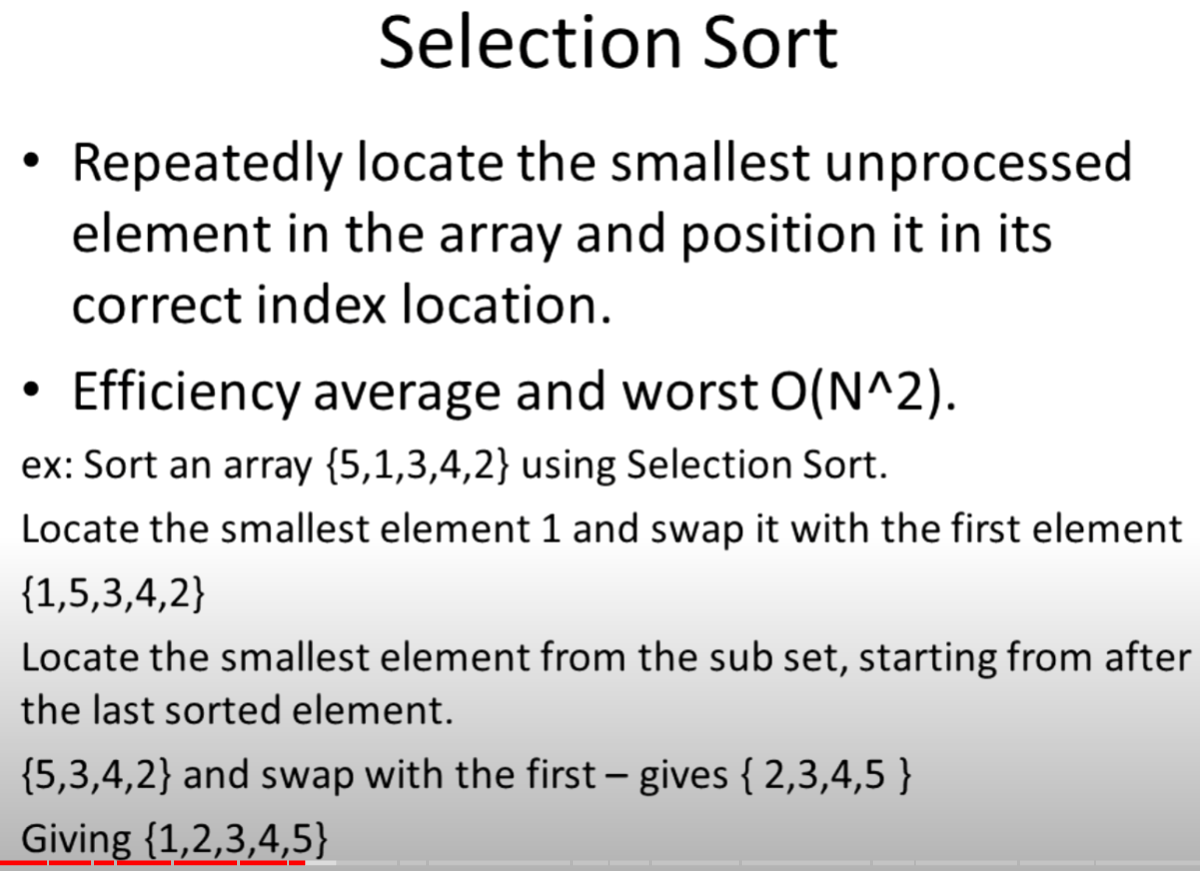 Selection Sort
• Repeatedly locate the smallest unprocessed
element in the array and position it in its
correct index location.
• Efficiency average and worst O(N^2).
ex: Sort an array {5,1,3,4,2} using Selection Sort.
Locate the smallest element 1 and swap it with the first element
{1,5,3,4,2}
Locate the smallest element from the sub set, starting from after
the last sorted element.
{5,3,4,2} and swap with the first – gives { 2,3,4,5 }
Giving {1,2,3,4,5}